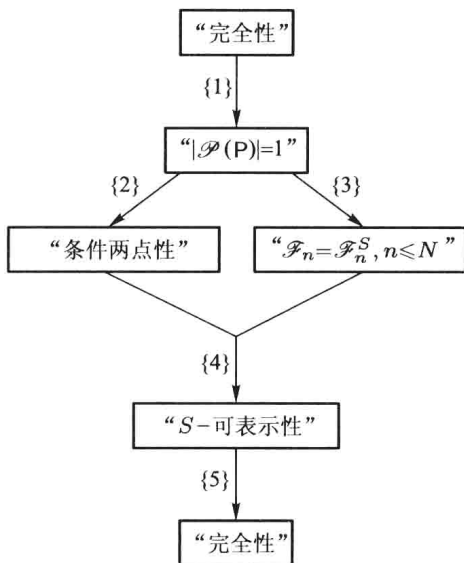 “完全性”
{1}
“|𝒫(P)|=1”
{2}
{3}
“条件两点性”
“ℱₙ=ℱₙˢ, n≤N”
{4}
“S-可表示性”
{5}
“完全性”